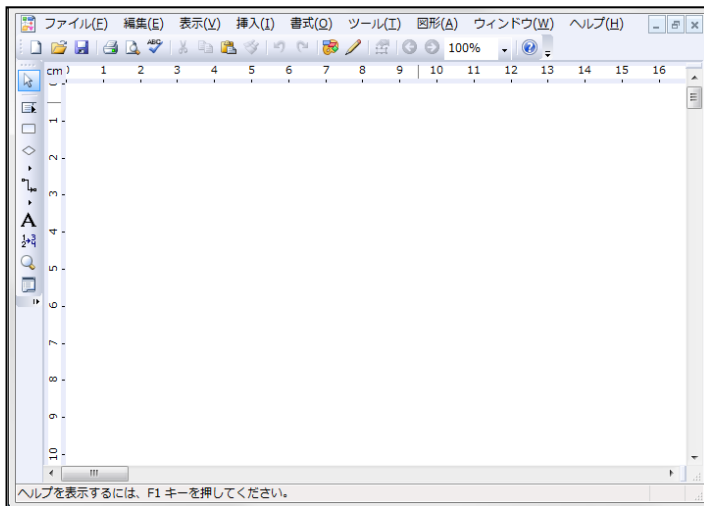 ファイル(F) 編集(E) 表示(V) 挿入(I) 書式(O) ツール(T) 図形(A) ウィンドウ(W) ヘルプ(H)
ABC 100%
cm 1 2 3 4 5 6 7 8 9 10 11 12 13 14 15 16
1
2
3
4
5
6
7
8
9
10
A
ヘルプを表示するには、F1 キーを押してください。